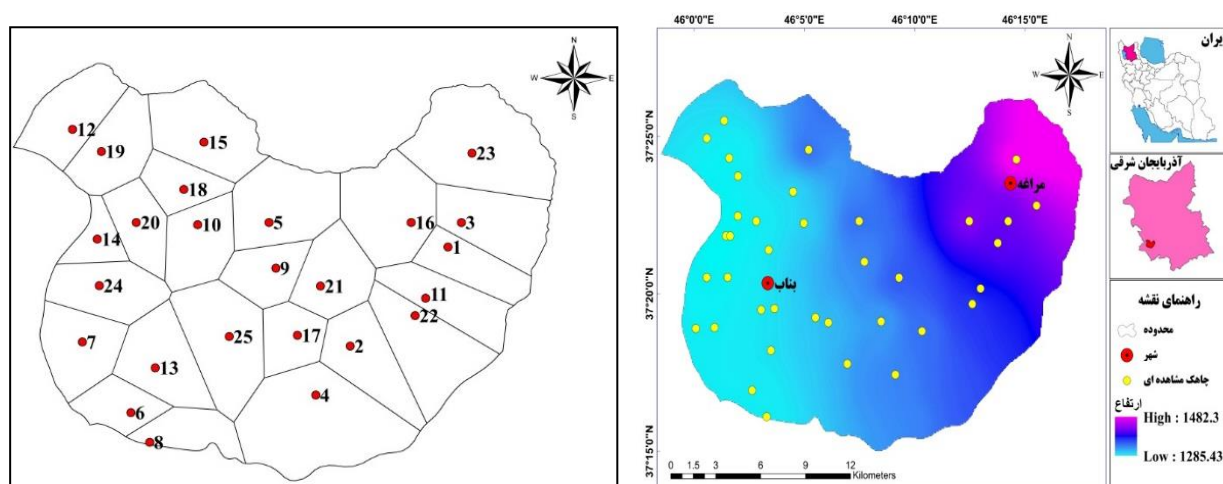 N
W E
S
12
19
15
23
18
14
20
10
5
16
3
1
24
9
21
11
22
7
25
17
2
13
4
6
8
46°0'0"E 46°5'0"E 46°10'0"E 46°15'0"E
37°25'0"N
37°20'0"N
37°15'0"N
N
W E
S
مراغه
بناب
0 1.5 3 6 9 12
Kilometers
ایران
آذربایجان شرقی
راهنمای نقشه
محدوده
شهر
چاهک مشاهده ای
ارتفاع
High : 1482.3
Low : 1285.43